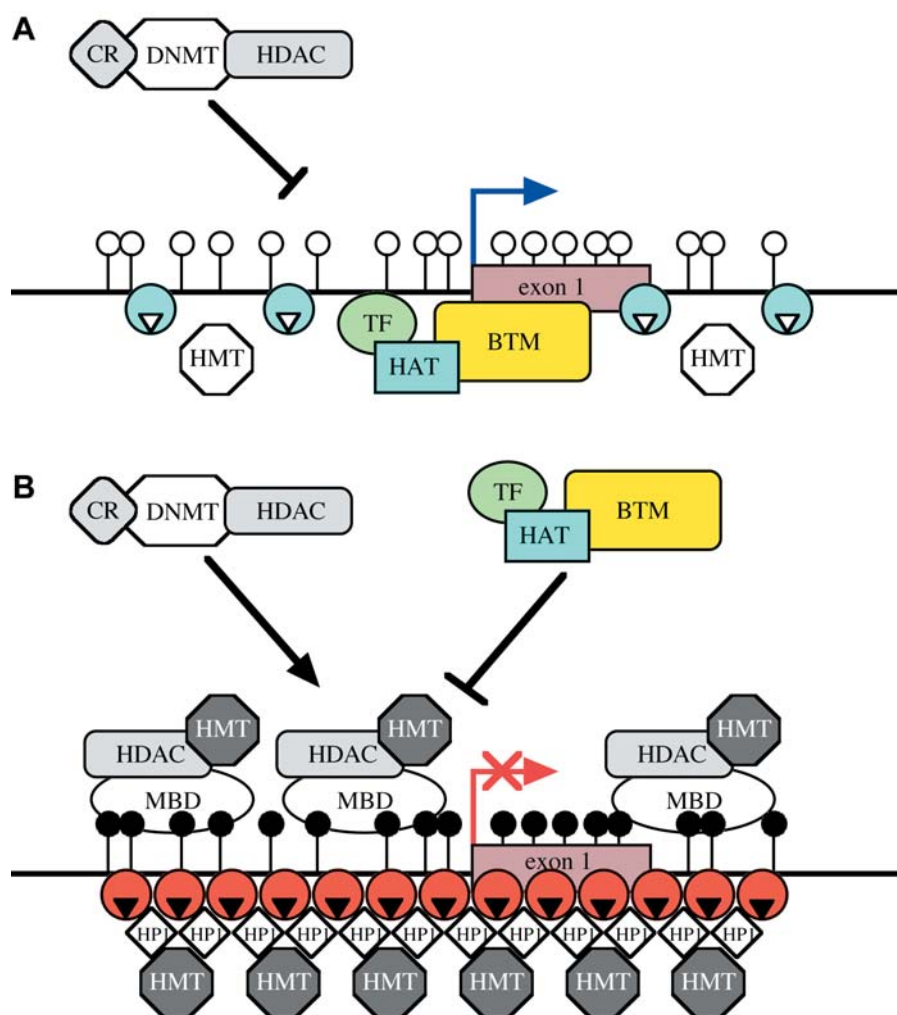 A
CR DNMT HDAC
exon 1
TF
BTM
HMT HAT HMT
B
CR DNMT HDAC
TF
BTM
HAT
HMT HMT HMT
HDAC HDAC HDAC
MBD MBD MBD
exon 1
HP1 HP1 HP1 HP1 HP1 HP1 HP1 HP1 HP1 HP1 HP1 HP1
HMT HMT HMT HMT HMT HMT